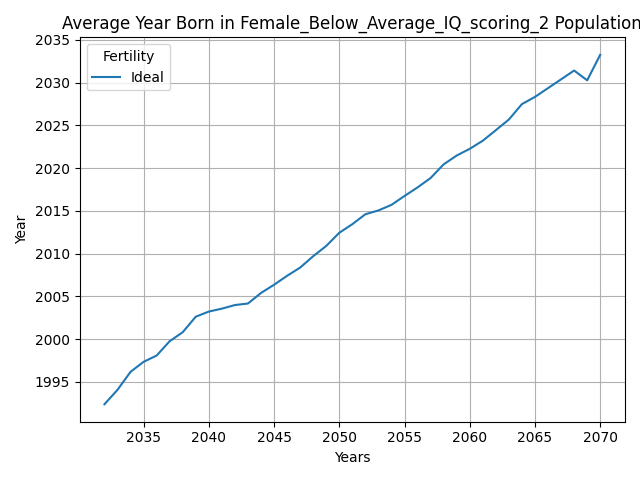 Average Year Born in Female_Below_Average_IQ_scoring_2 Population
Fertility
Ideal
Year
2035
2030
2025
2020
2015
2010
2005
2000
1995
2035 2040 2045 2050 2055 2060 2065 2070
Years